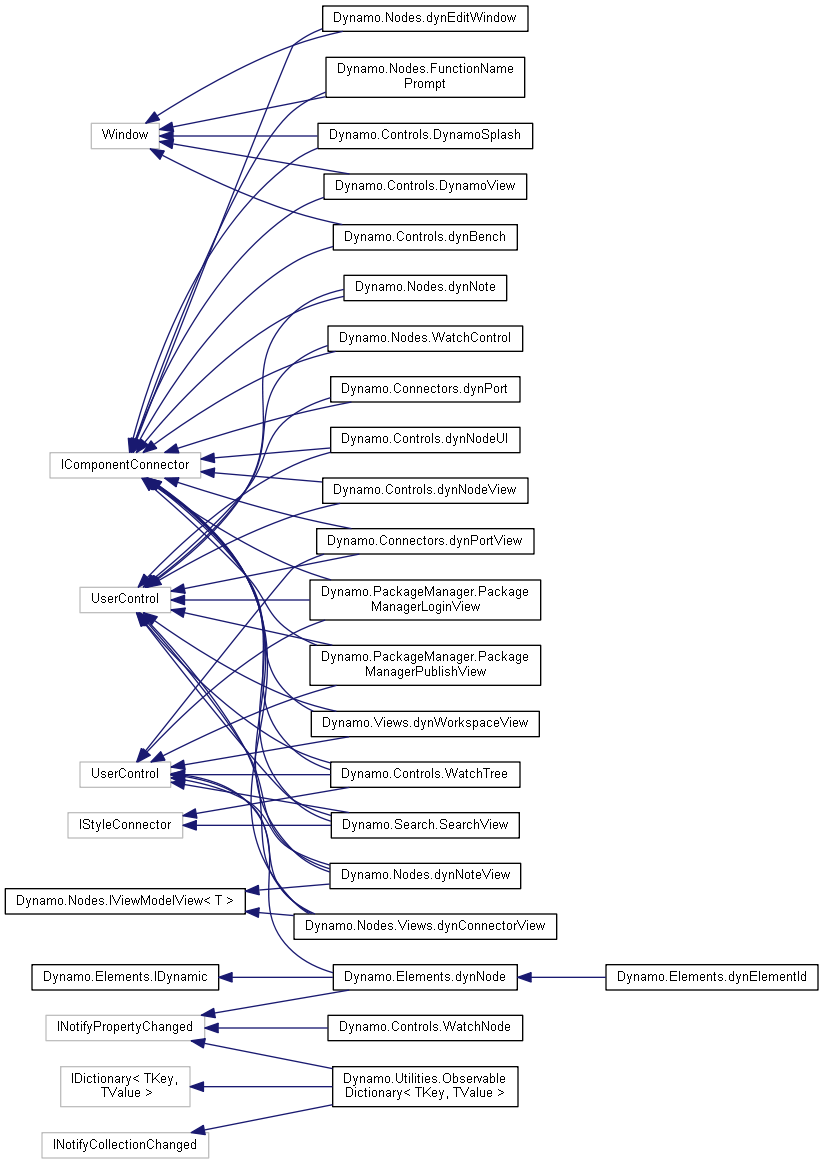 Dynamo.Nodes.dynEditWindow
Dynamo.Nodes.FunctionName
Prompt
Window
Dynamo.Controls.DynamoSplash
Dynamo.Controls.DynamoView
Dynamo.Controls.dynBench
Dynamo.Nodes.dynNote
Dynamo.Nodes.WatchControl
Dynamo.Connectors.dynPort
Dynamo.Controls.dynNodeUI
IComponentConnector
Dynamo.Controls.dynNodeView
Dynamo.Connectors.dynPortView
UserControl
Dynamo.PackageManager.Package
ManagerLoginView
Dynamo.PackageManager.Package
ManagerPublishView
Dynamo.Views.dynWorkspaceView
UserControl
Dynamo.Controls.WatchTree
IStyleConnector
Dynamo.Search.SearchView
Dynamo.Nodes.dynNoteView
Dynamo.Nodes.IViewModelView< T >
Dynamo.Nodes.Views.dynConnectorView
Dynamo.Elements.IDynamic
Dynamo.Elements.dynNode
Dynamo.Elements.dynElementId
INotifyPropertyChanged
Dynamo.Controls.WatchNode
IDictionary< TKey,
TValue >
Dynamo.Utilities.Observable
Dictionary< TKey, TValue >
INotifyCollectionChanged